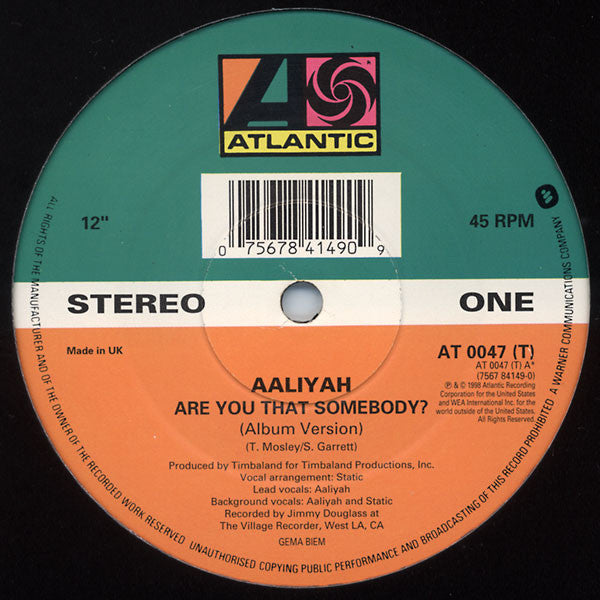 ATLANTIC
12"
45 RPM
0 75678 41490 9
STEREO
ONE
Made in UK
AT 0047 (T)
AT 0047 (T) A*
(7567 84149-0)
℗ & © 1998 Atlantic Recording
Corporation for the United States
and WEA International Inc. for the
world outside of the United States.
All Rights Reserved.
AALIYAH
ARE YOU THAT SOMEBODY?
(Album Version)
(T. Mosley/S. Garrett)
Produced by Timbaland for Timbaland Productions, Inc.
Vocal arrangement: Static
Lead vocals: Aaliyah
Background vocals: Aaliyah and Static
Recorded by Jimmy Douglass at
The Village Recorder, West LA, CA
GEMA BIEM
ALL RIGHTS OF THE MANUFACTURER AND OF THE OWNER OF THE RECORDED WORK RESERVED UNAUTHORISED COPYING PUBLIC PERFORMANCE AND BROADCASTING OF THIS RECORD PROHIBITED A WARNER COMMUNICATIONS COMPANY